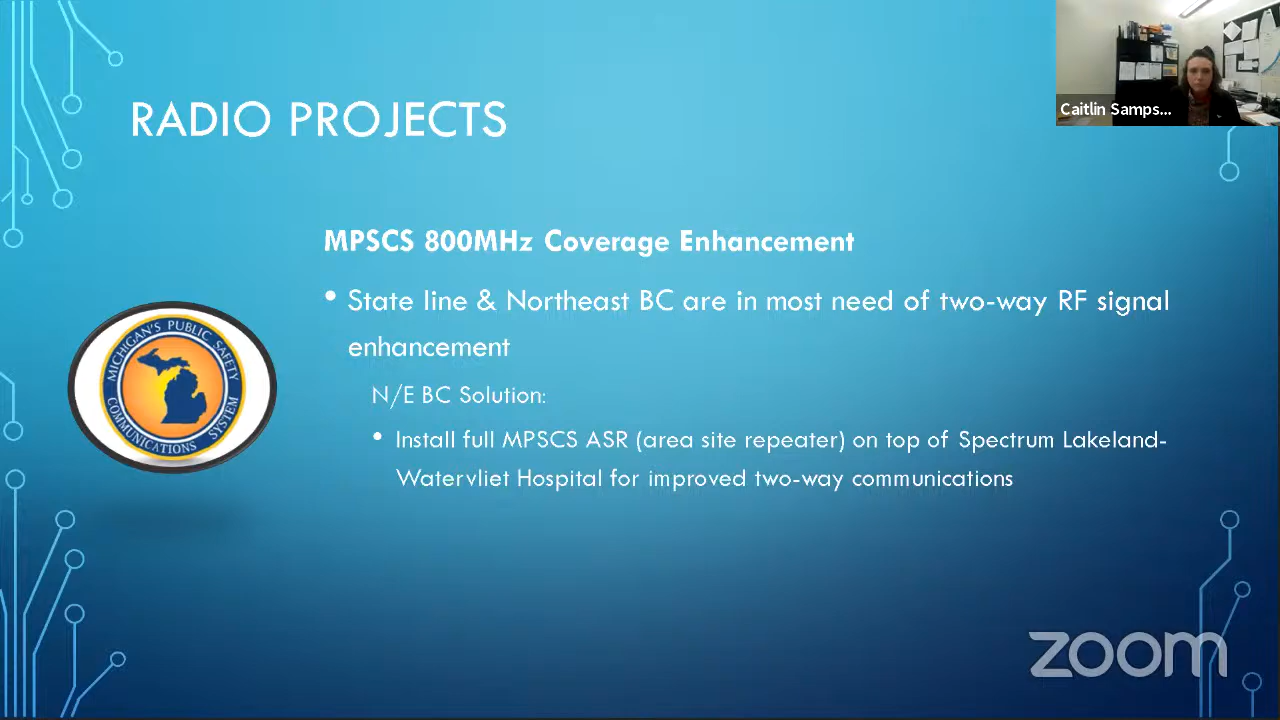 Caitlin Samps...
RADIO PROJECTS
MPSCS 800MHz Coverage Enhancement
• State line & Northeast BC are in most need of two-way RF signal
enhancement
N/E BC Solution:
• Install full MPSCS ASR (area site repeater) on top of Spectrum Lakeland-
Watervliet Hospital for improved two-way communications
MICHIGAN'S PUBLIC SAFETY
COMMUNICATIONS SYSTEM
zoom